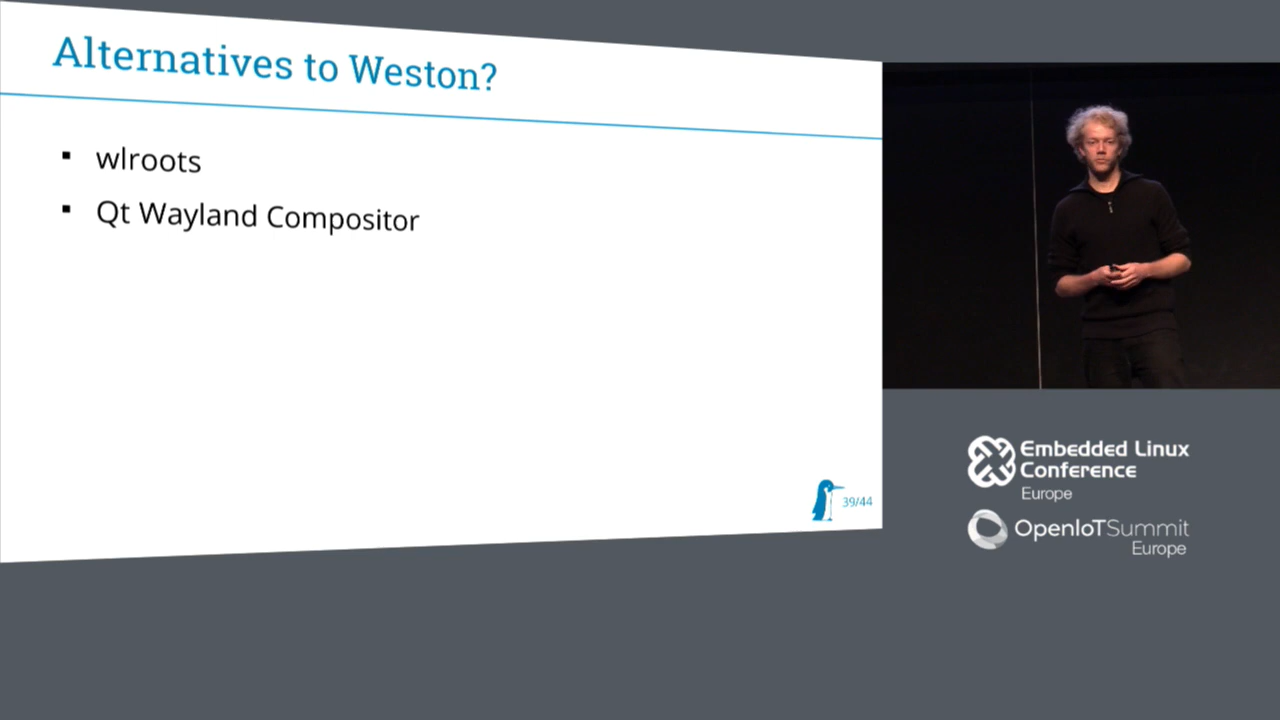 Alternatives to Weston?
▪ wlroots
▪ Qt Wayland Compositor
39/44
Embedded Linux
Conference
Europe
OpenIoTSummit
Europe